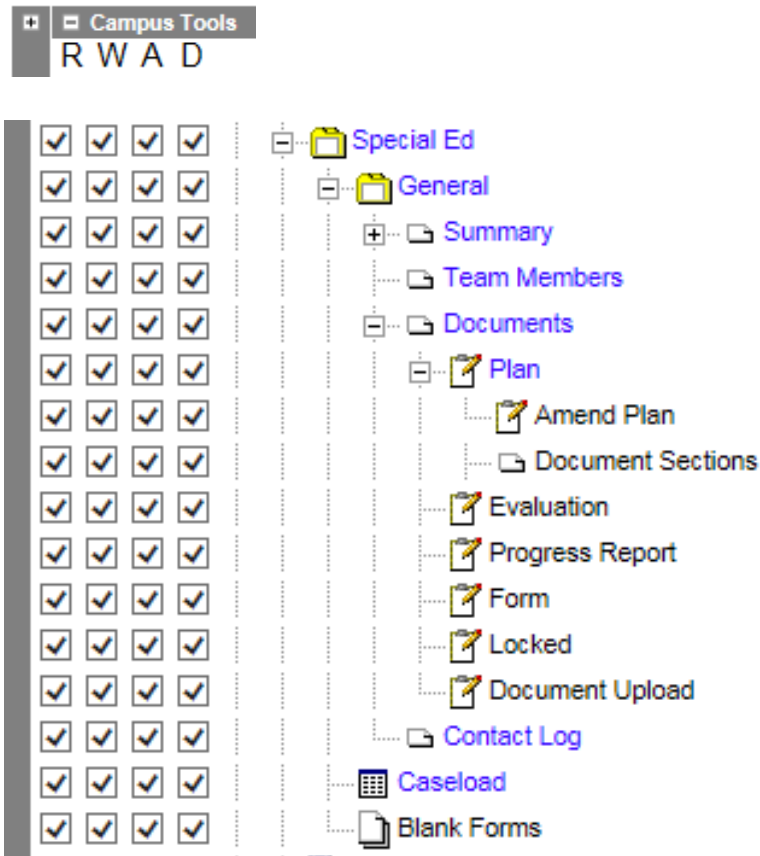 Campus Tools
R W A D
Special Ed
General
Summary
Team Members
Documents
Plan
Amend Plan
Document Sections
Evaluation
Progress Report
Form
Locked
Document Upload
Contact Log
Caseload
Blank Forms